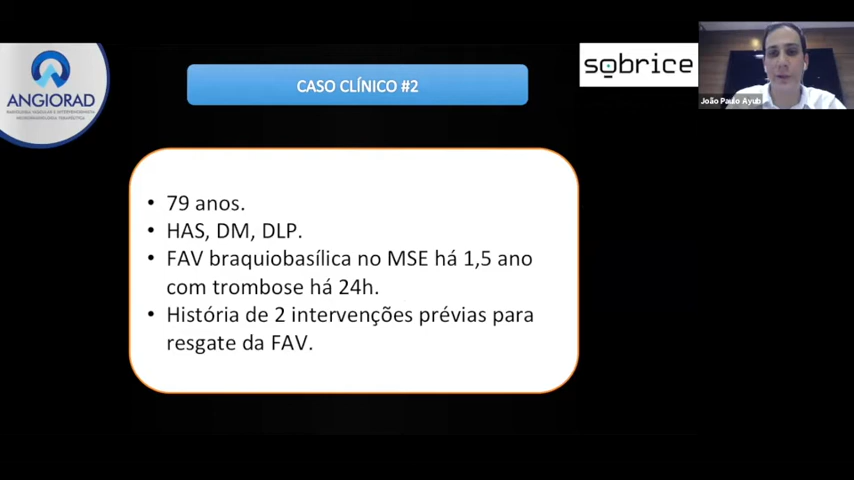 ANGIORAD
CASO CLÍNICO #2
sobrice
João Paulo Ayub
• 79 anos.
• HAS, DM, DLP.
• FAV braquiobasílica no MSE há 1,5 ano
com trombose há 24h.
• História de 2 intervenções prévias para
resgate da FAV.